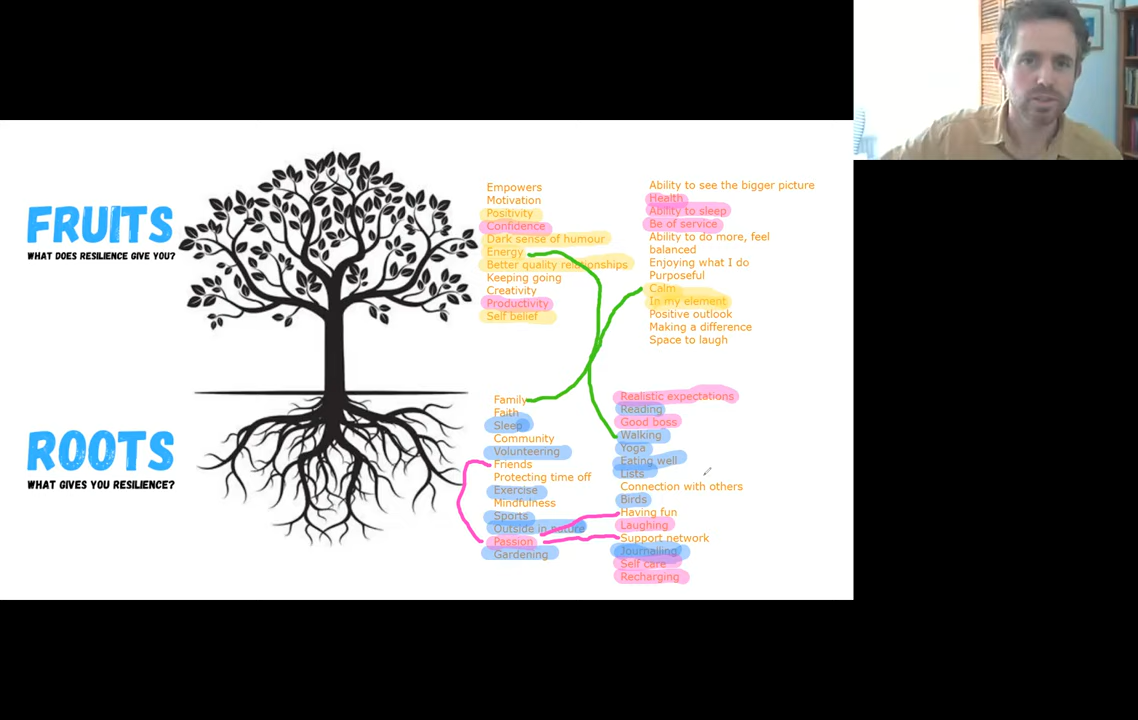 FRUITS
WHAT DOES RESILIENCE GIVE YOU?
Empowers
Motivation
Positivity
Confidence
Dark sense of humour
Energy
Better quality relationships
Keeping going
Creativity
Productivity
Self belief
Ability to see the bigger picture
Health
Ability to sleep
Be of service
Ability to do more, feel
balanced
Enjoying what I do
Purposeful
Calm
In my element
Positive outlook
Making a difference
Space to laugh
ROOTS
WHAT GIVES YOU RESILIENCE?
Family
Faith
Sleep
Community
Volunteering
Friends
Protecting time off
Exercise
Mindfulness
Sports
Outside in nature
Passion
Gardening
Realistic expectations
Reading
Good boss
Walking
Yoga
Eating well
Lists
Connection with others
Birds
Having fun
Laughing
Support network
Journaling
Self care
Recharging